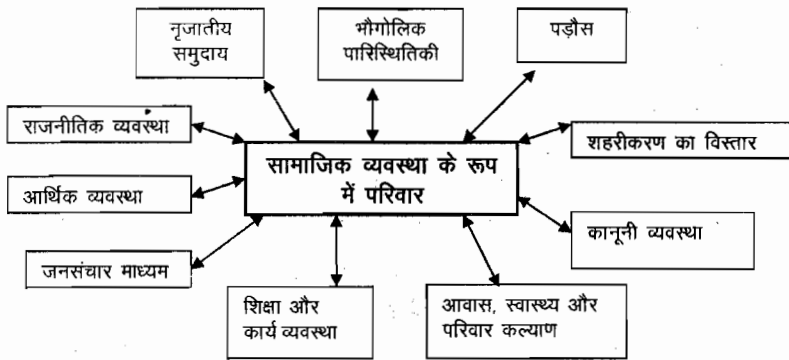 नृजातीय
समुदाय
भौगोलिक
पारिस्थितिकी
पड़ौस
राजनीतिक व्यवस्था
सामाजिक व्यवस्था के रूप
में परिवार
शहरीकरण का विस्तार
आर्थिक व्यवस्था
कानूनी व्यवस्था
जनसंचार माध्यम
शिक्षा और
कार्य व्यवस्था
आवास, स्वास्थ्य और
परिवार कल्याण